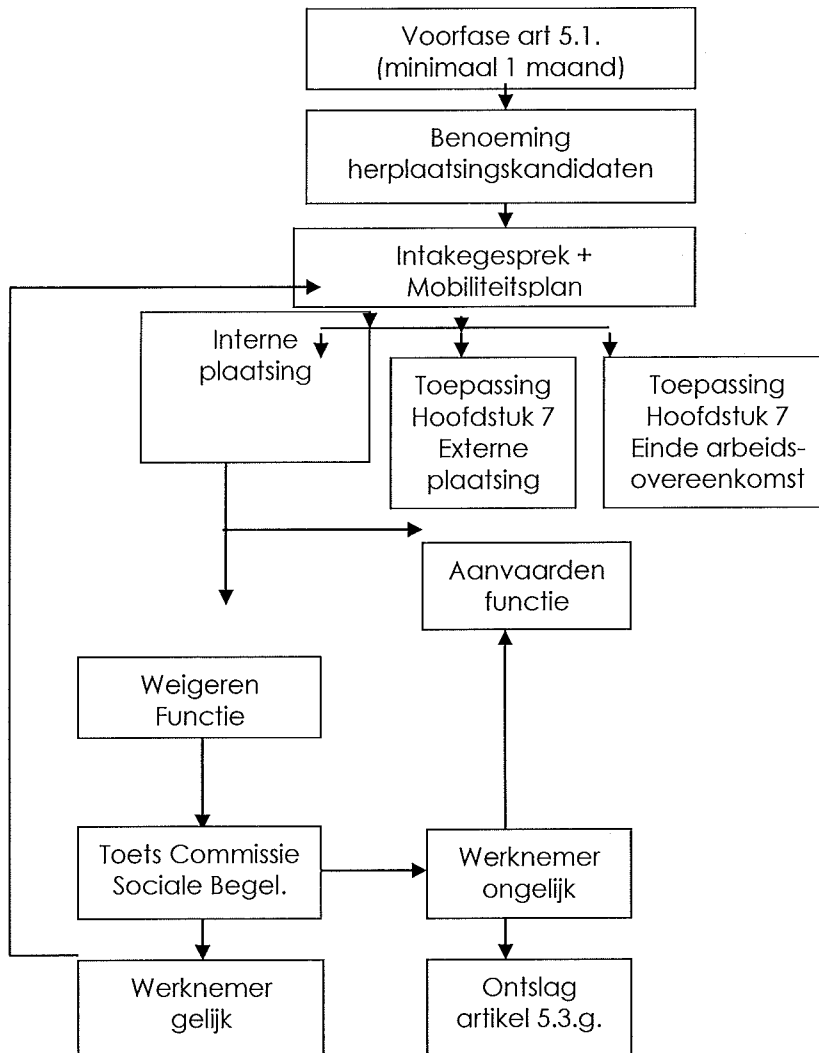 Voorfase art 5.1.
(minimaal 1 maand)
Benoeming
herplaatsingskandidaten
Intakegesprek +
Mobiliteitsplan
Interne
plaatsing
Toepassing
Hoofdstuk 7
Externe
plaatsing
Toepassing
Hoofdstuk 7
Einde arbeids-
overeenkomst
Aanvaarden
functie
Weigeren
Functie
Toets Commissie
Sociale Begel.
Werknemer
ongelijk
Werknemer
gelijk
Ontslag
artikel 5.3.g.